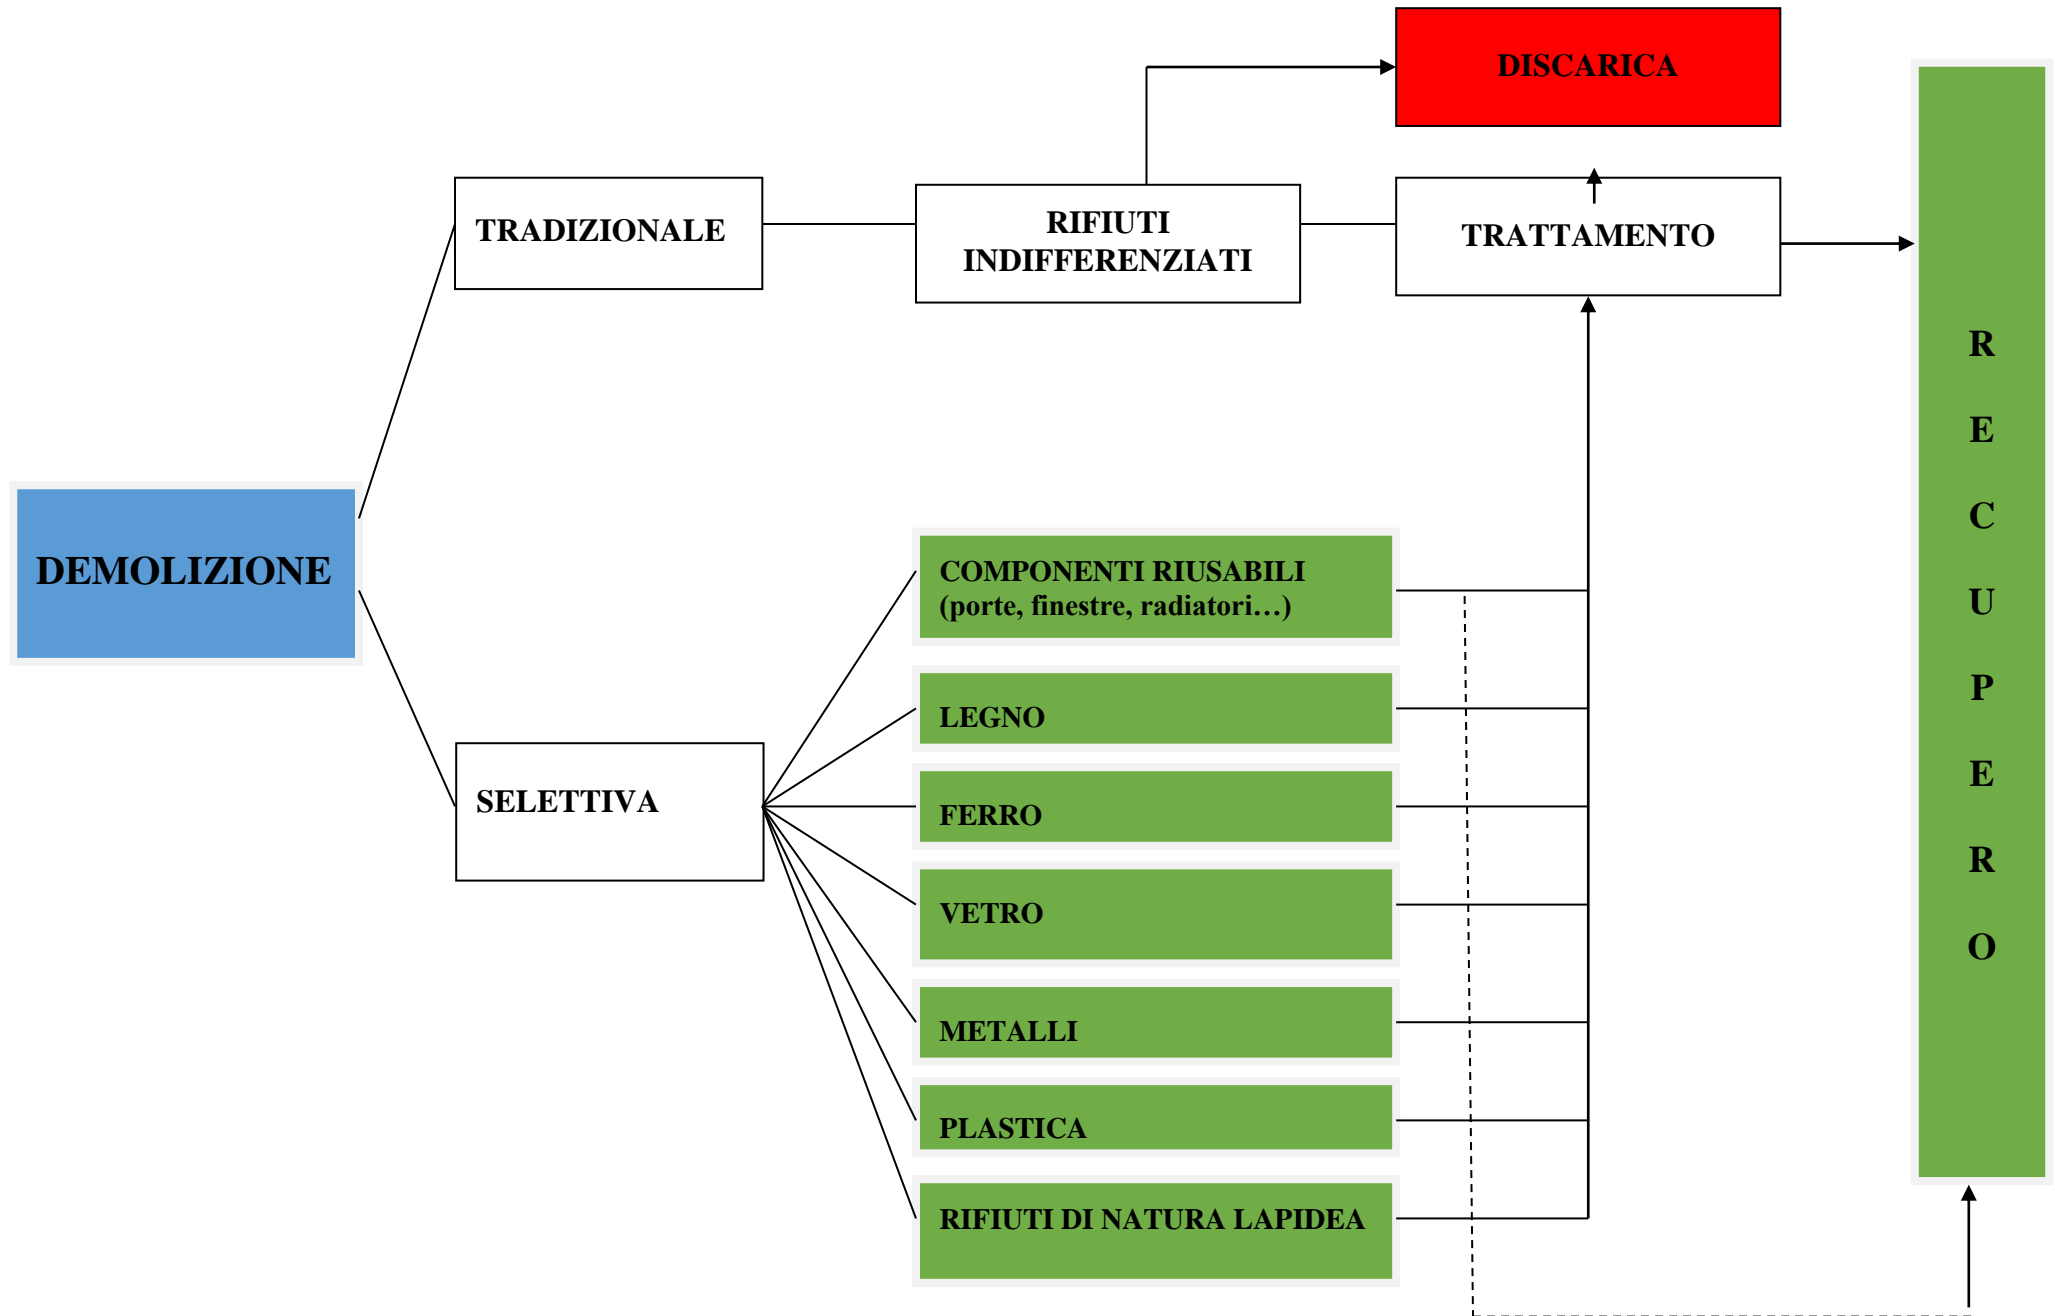 DISCARICA
TRADIZIONALE
RIFIUTI
INDIFFERENZIATI
TRATTAMENTO
DEMOLIZIONE
COMPONENTI RIUSABILI
(porte, finestre, radiatori…)
LEGNO
SELETTIVA
FERRO
VETRO
METALLI
PLASTICA
RIFIUTI DI NATURA LAPIDEA
R
E
C
U
P
E
R
O